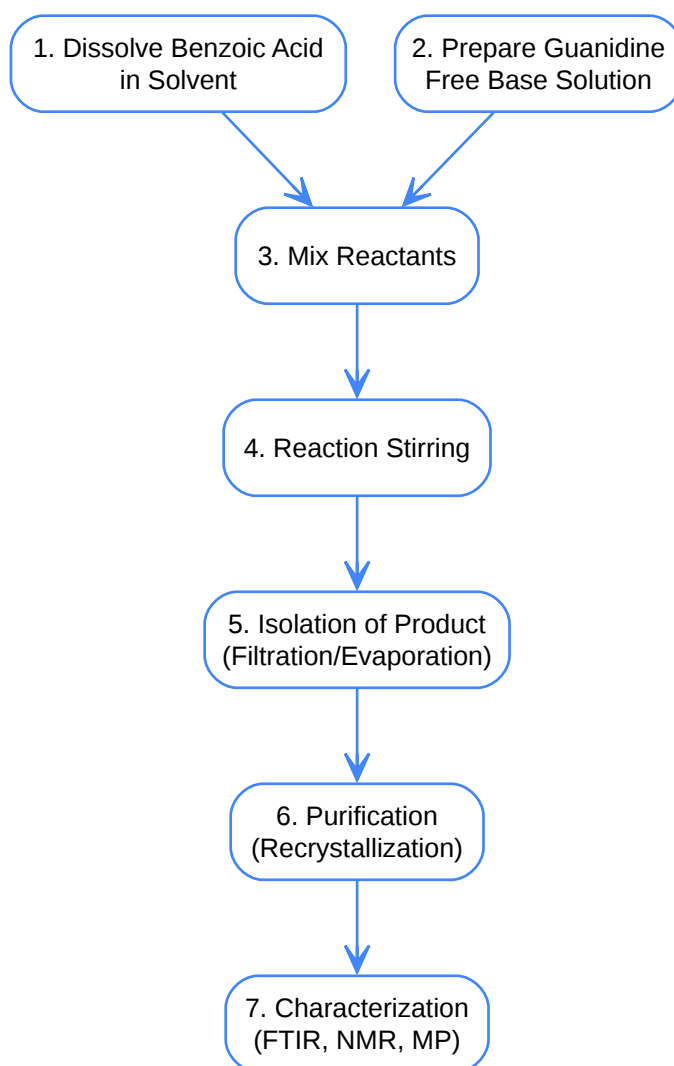 1. Dissolve Benzoic Acid
in Solvent
2. Prepare Guanidine
Free Base Solution
3. Mix Reactants
4. Reaction Stirring
5. Isolation of Product
(Filtration/Evaporation)
6. Purification
(Recrystallization)
7. Characterization
(FTIR, NMR, MP)